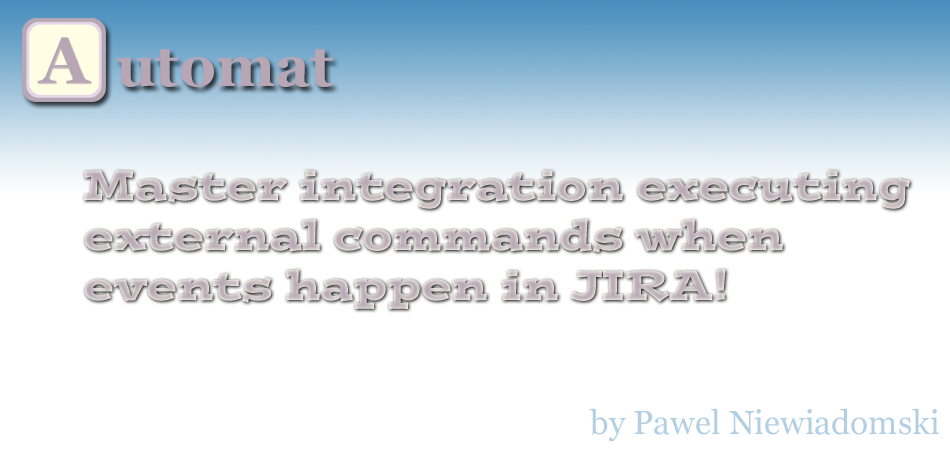 Automat
Master integration executing
external commands when
events happen in JIRA!
by Pawel Niewiadomski